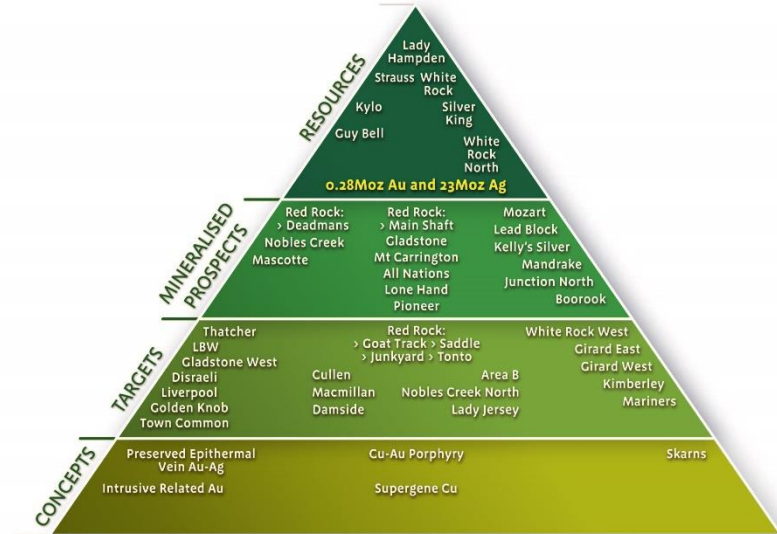 RESOURCES
Lady
Hampden
Strauss White
Rock
Kylo
Silver
King
Guy Bell
White
Rock
North
0.28Moz Au and 23Moz Ag
MINERALISED
PROSPECTS
Red Rock:
› Deadmans
Nobles Creek
Mascotte
Red Rock:
› Main Shaft
Gladstone
Mt Carrington
All Nations
Lone Hand
Pioneer
Mozart
Lead Block
Kelly's Silver
Mandrake
Junction North
Boorook
TARGETS
Thatcher
LBW
Gladstone West
Disraeli
Liverpool
Golden Knob
Town Common
Red Rock:
› Goat Track › Saddle
› Junkyard › Tonto
Cullen
Macmillan
Damside
Area B
Nobles Creek North
Lady Jersey
White Rock West
Girard East
Girard West
Kimberley
Mariners
CONCEPTS
Preserved Epithermal
Vein Au-Ag
Intrusive Related Au
Cu-Au Porphyry
Supergene Cu
Skarns